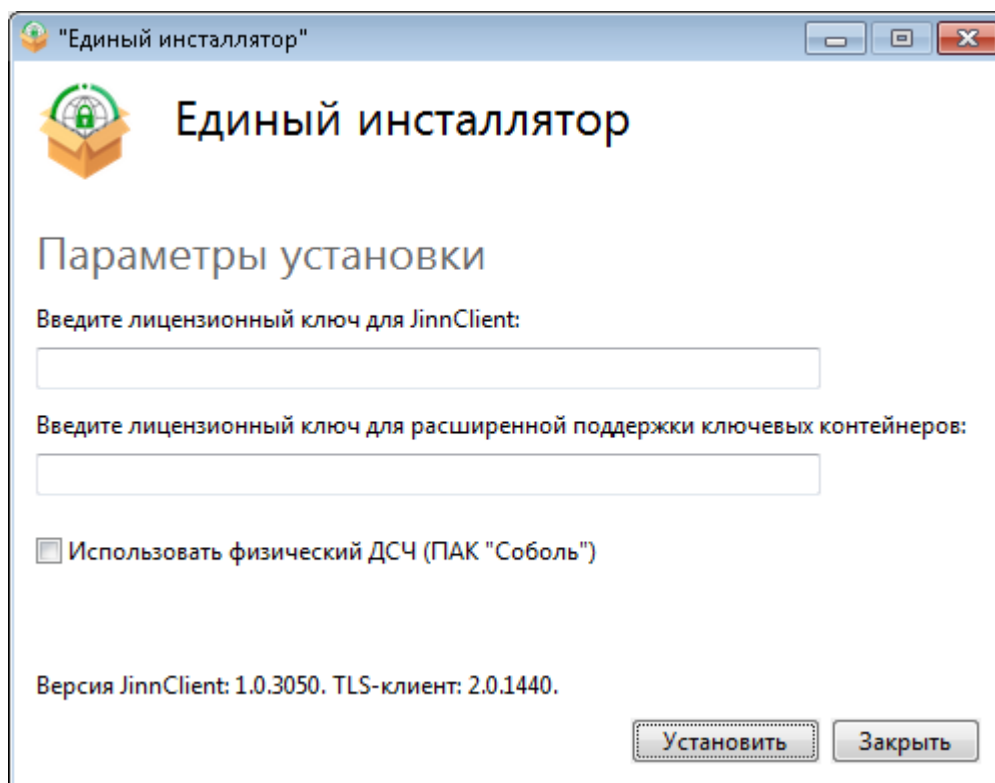 "Единый инсталлятор"
Единый инсталлятор
Параметры установки
Введите лицензионный ключ для JinnClient:
Введите лицензионный ключ для расширенной поддержки ключевых контейнеров:
Использовать физический ДСЧ (ПАК "Соболь")
Версия JinnClient: 1.0.3050. TLS-клиент: 2.0.1440.
Установить Закрыть